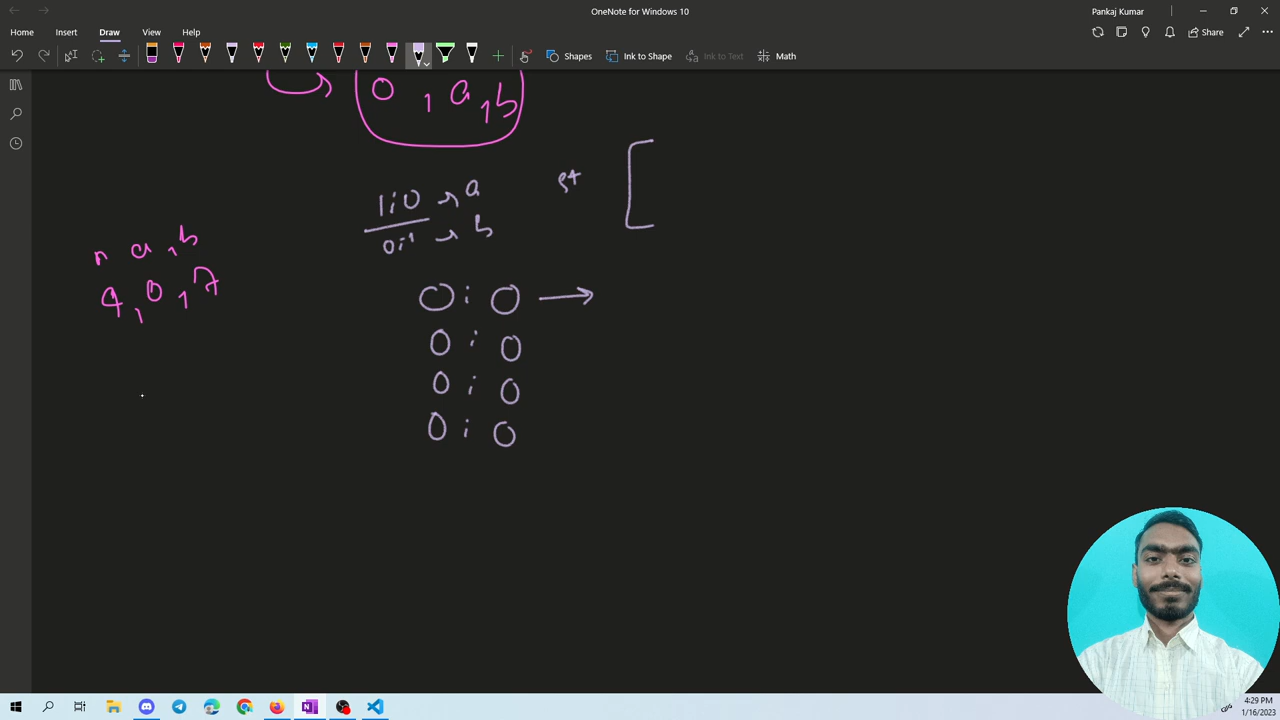 OneNote for Windows 10
Pankaj Kumar
Home Insert Draw View Help
Shapes Ink to Shape Ink to Text Math Share
0 , a , b
1:0 → a
0:1 → b
st [
n a , b
4 , 0 , 7
0 : 0 →
0 : 0
0 : 0
0 : 0
4:29 PM
1/16/2023